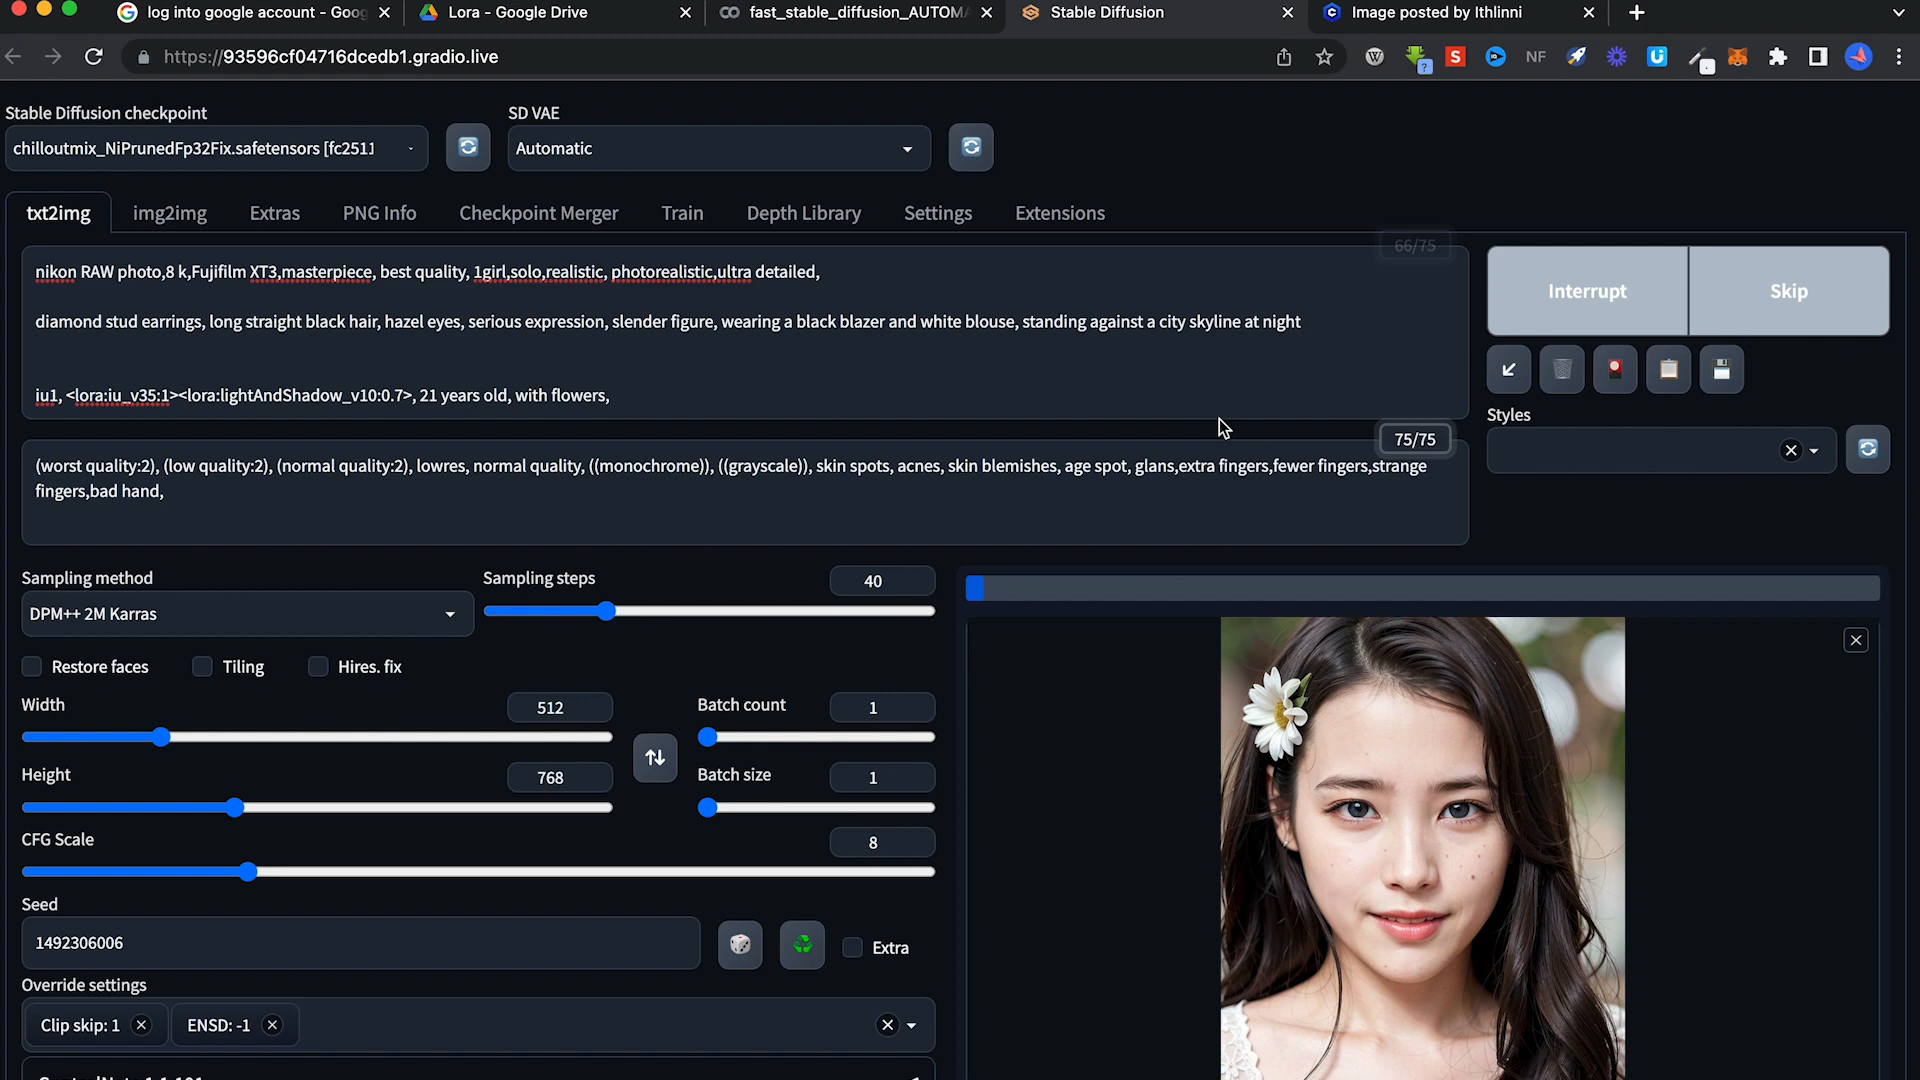 log into google account - Goog
Lora - Google Drive
fast_stable_diffusion_AUTOMA
Stable Diffusion
Image posted by Ithlinni
https://93596cf04716dcedb1.gradio.live
Stable Diffusion checkpoint
SD VAE
chilloutmix_NiPrunedFp32Fix.safetensors [fc2511
Automatic
txt2img
img2img
Extras
PNG Info
Checkpoint Merger
Train
Depth Library
Settings
Extensions
66/75
nikon RAW photo,8 k,Fujifilm XT3,masterpiece, best quality, 1girl,solo,realistic, photorealistic,ultra detailed,
diamond stud earrings, long straight black hair, hazel eyes, serious expression, slender figure, wearing a black blazer and white blouse, standing against a city skyline at night
iu1, <lora:iu_v35:1><lora:lightAndShadow_v10:0.7>, 21 years old, with flowers,
Interrupt
Skip
Styles
75/75
(worst quality:2), (low quality:2), (normal quality:2), lowres, normal quality, ((monochrome)), ((grayscale)), skin spots, acnes, skin blemishes, age spot, glans,extra fingers,fewer fingers,strange
fingers,bad hand,
Sampling method
Sampling steps
40
DPM++ 2M Karras
Restore faces
Tiling
Hires. fix
Width
512
Batch count
1
Height
768
Batch size
1
CFG Scale
8
Seed
1492306006
Extra
Override settings
Clip skip: 1
ENSD: -1
NF